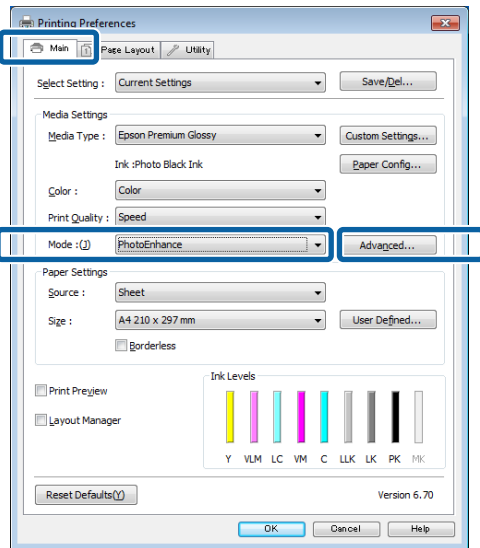 Printing Preferences
Main Page Layout Utility
Select Setting : Current Settings Save/Del...
Media Settings
Media Type : Epson Premium Glossy Custom Settings...
Ink :Photo Black Ink Paper Config...
Color : Color
Print Quality : Speed
Mode :(J) PhotoEnhance Advanced...
Paper Settings
Source : Sheet
Size : A4 210 x 297 mm User Defined...
Borderless
Ink Levels
Print Preview
Layout Manager
Y VLM LC VM C LLK LK PK MK
Reset Defaults(Y) Version 6.70
OK Cancel Help